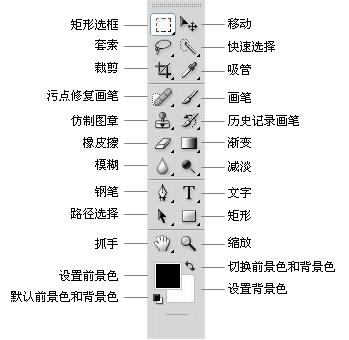 矩形选框 移动
套索 快速选择
裁剪 吸管
污点修复画笔 画笔
仿制图章 历史记录画笔
橡皮擦 渐变
模糊 减淡
钢笔 文字
路径选择 矩形
抓手 缩放
切换前景色和背景色
设置前景色
设置背景色
默认前景色和背景色